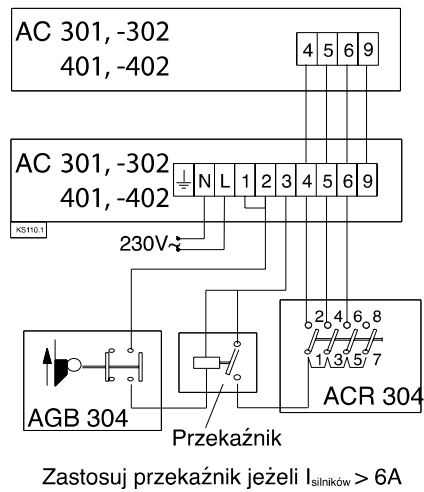 AC 301, -302
401, -402
4 5 6 9
AC 301, -302
401, -402
N L 1 2 3 4 5 6 9
KS110.1
230V~
2 4 6 8
1 3 5 7
AGB 304
Przekaźnik
ACR 304
Zastosuj przekaźnik jeżeli Isilników > 6A